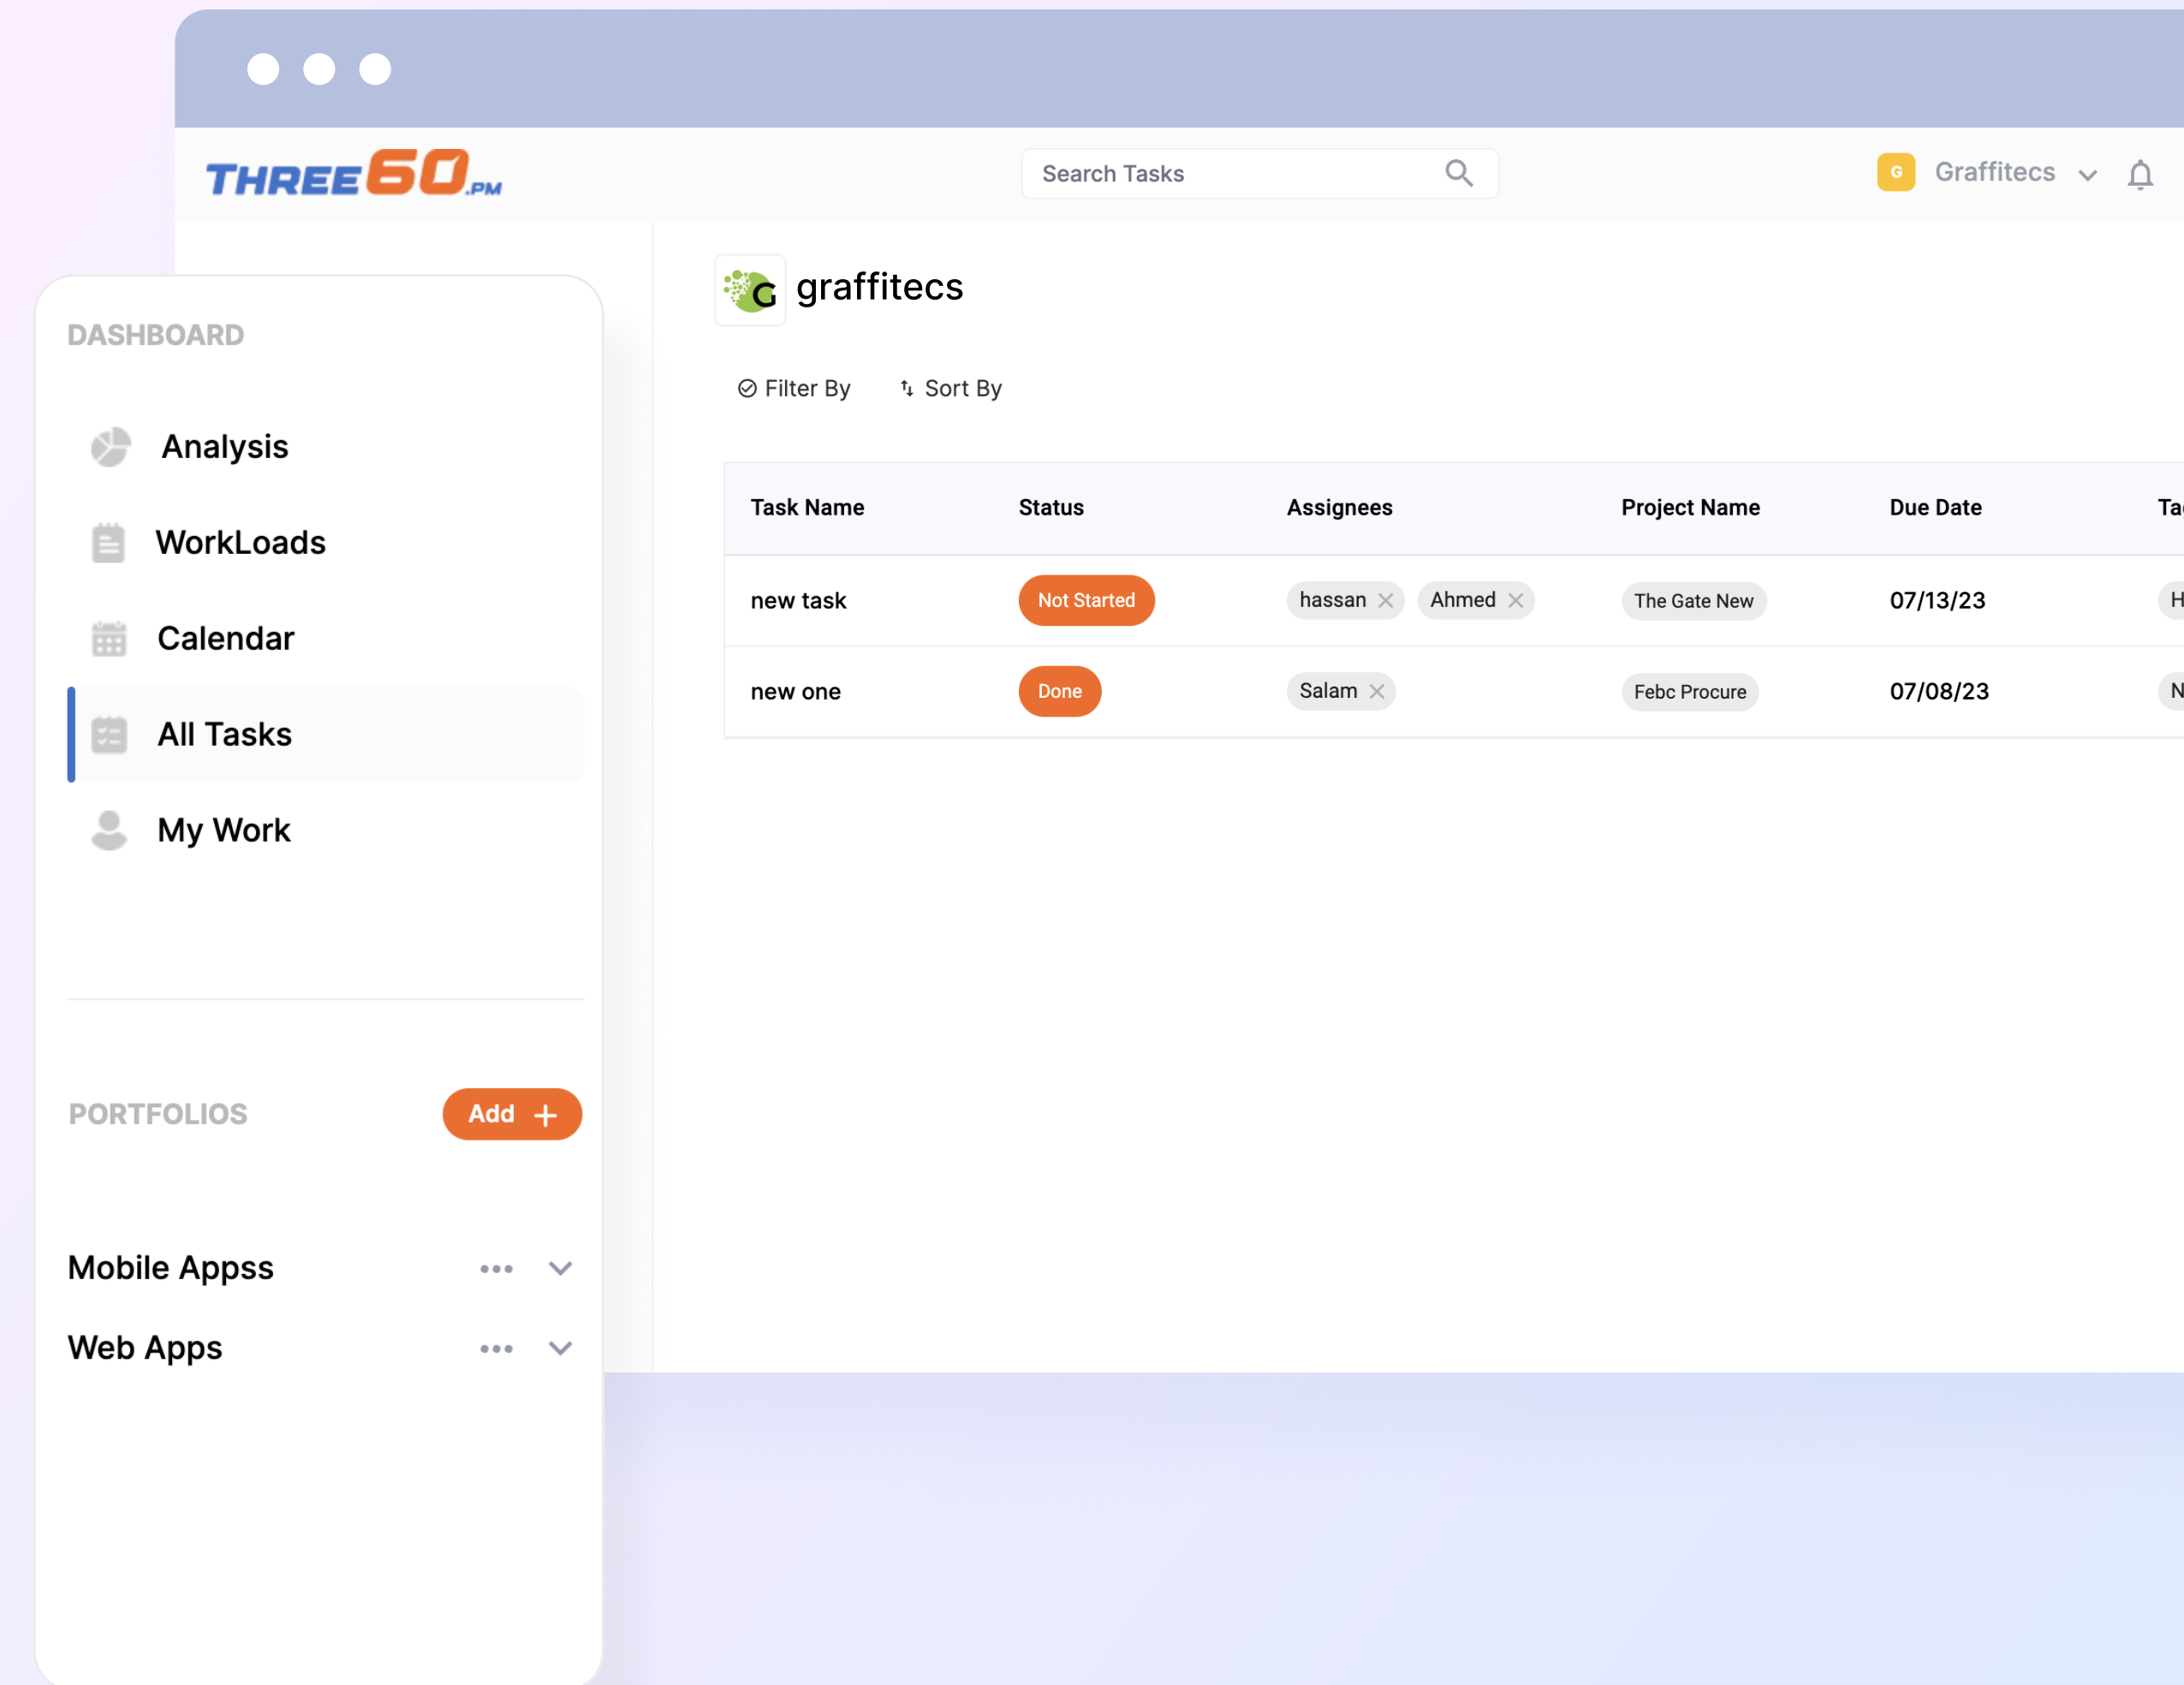 THREE60.PM
Search Tasks
G Graffitecs
G graffitecs
Filter By Sort By
Task Name Status Assignees Project Name Due Date
new task Not Started hassan Ahmed The Gate New 07/13/23
new one Done Salam Febc Procure 07/08/23
DASHBOARD
Analysis
WorkLoads
Calendar
All Tasks
My Work
PORTFOLIOS Add +
Mobile Appss
Web Apps